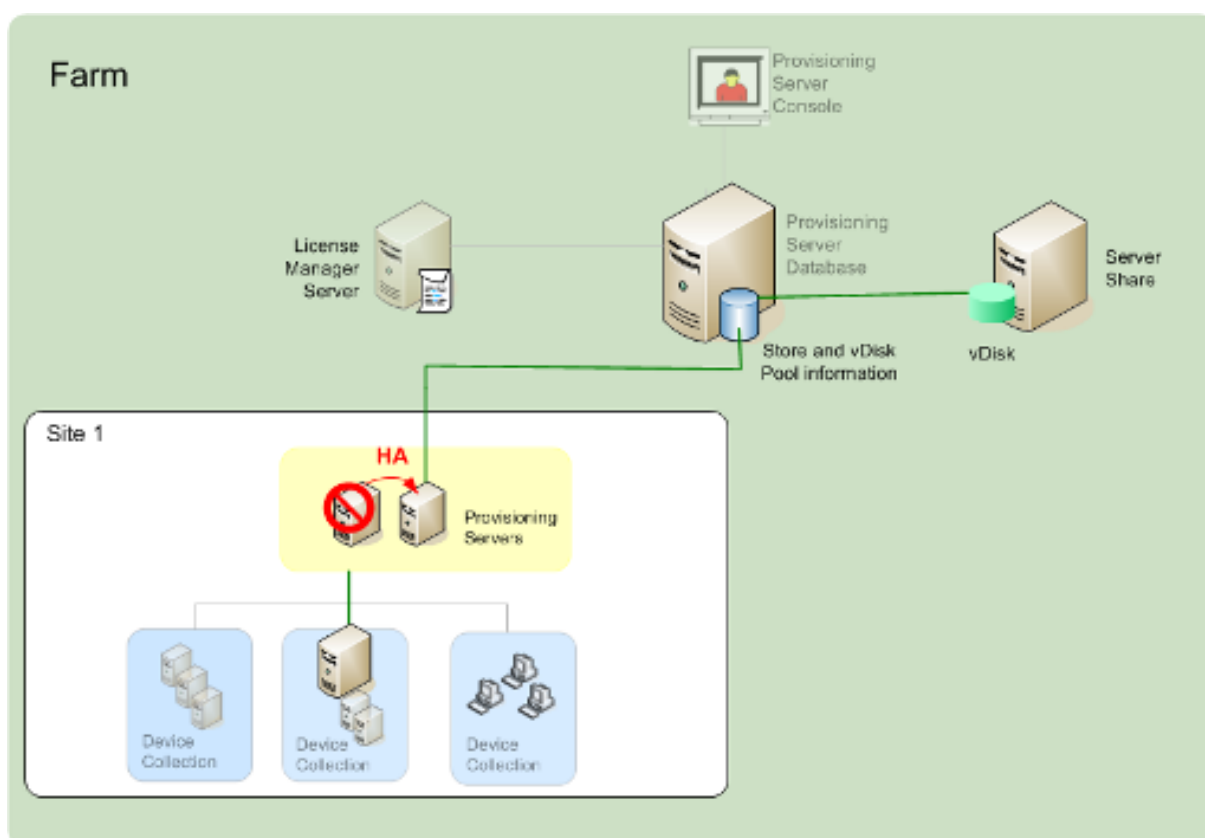 Farm
Provisioning
Server
Console
License
Manager
Server
Provisioning
Server
Database
Server
Share
Store and vDisk
Pool information
vDisk
Site 1
HA
Provisioning
Servers
Device
Collection
Device
Collection
Device
Collection